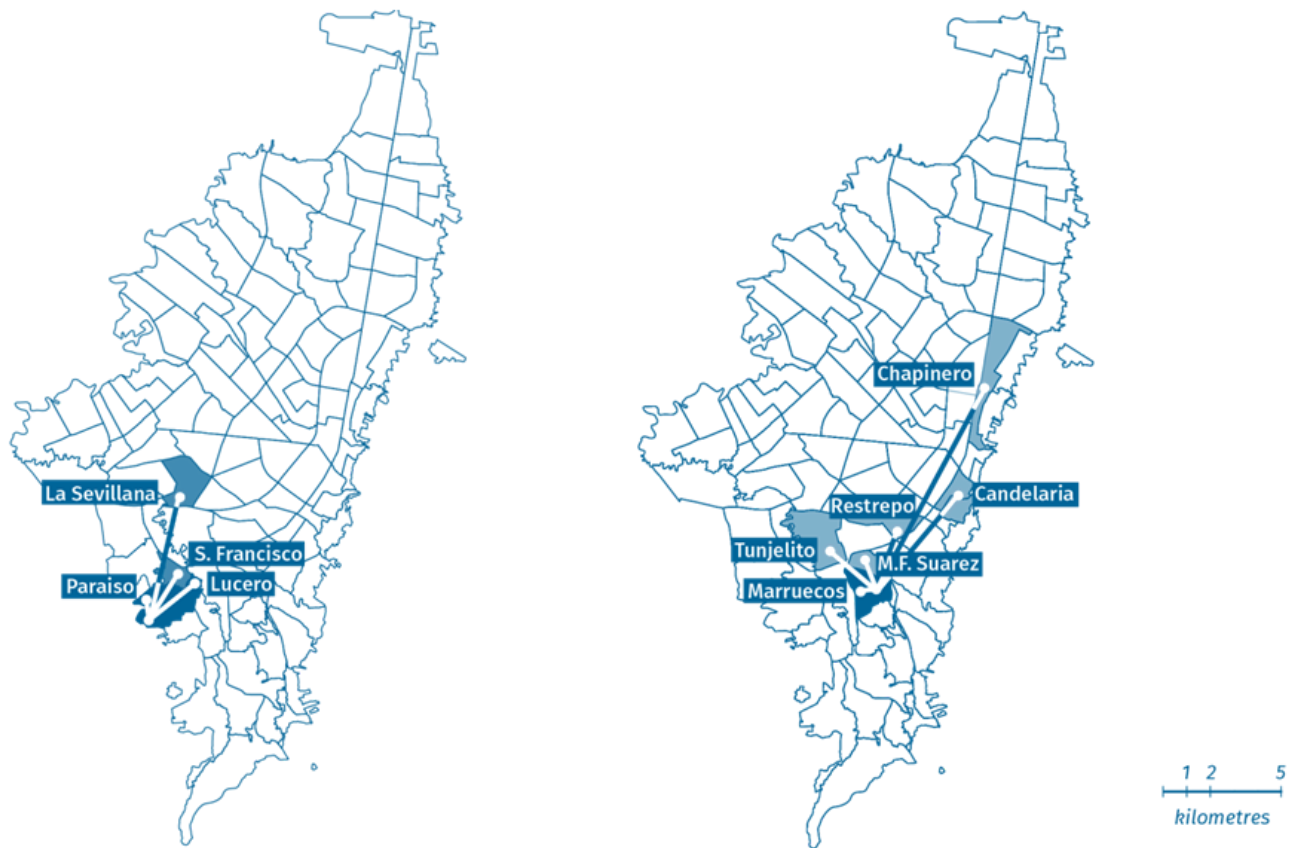 La Sevillana
S. Francisco
Paraiso
Lucero
Chapinero
Candelaria
Restrepo
Tunjelito
M.F. Suarez
Marruecos
1 2 5
kilometres